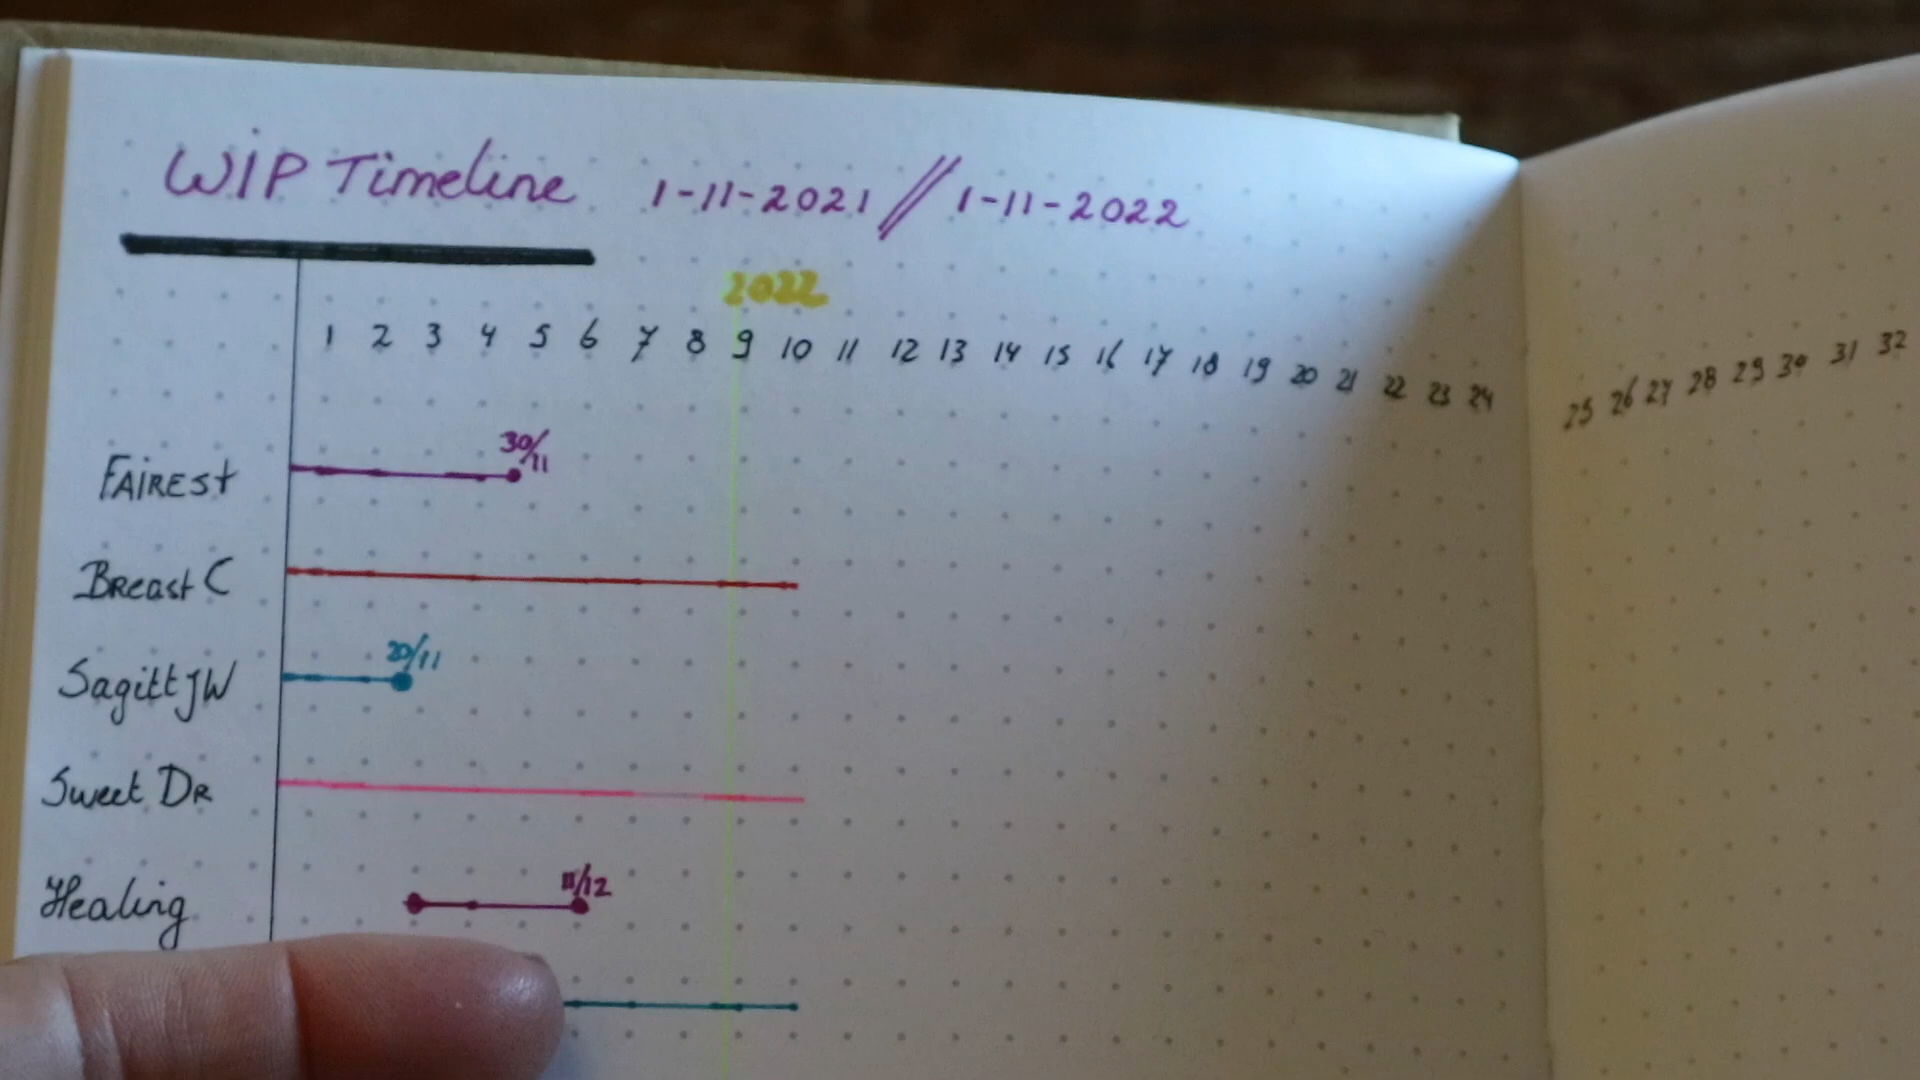 WIP Timeline 1-11-2021 // 1-11-2022
2022
1 2 3 4 5 6 7 8 9 10 11 12 13 14 15 16 17 18 19 20 21 22 23 24 25 26 27 28 29 30 31 32
30/11
FAIRESt
Breast C
20/11
Sagitt JW
Sweet DR
11/12
Healing